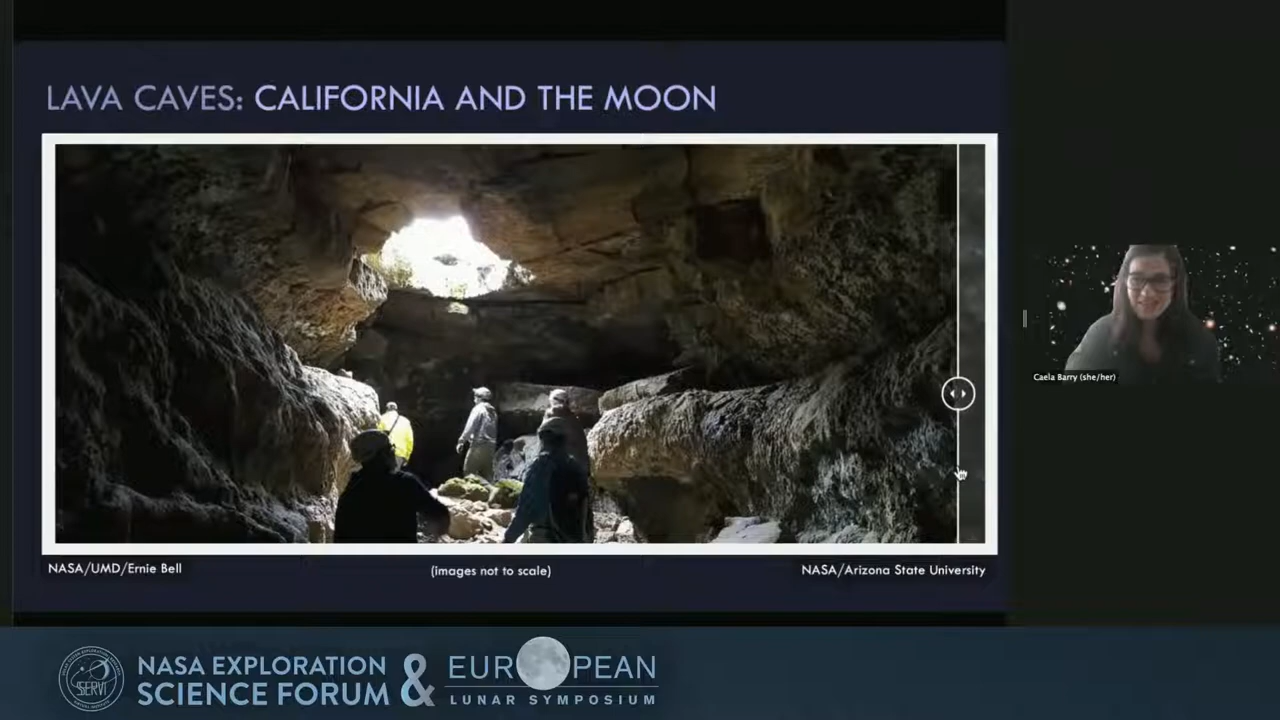 LAVA CAVES: CALIFORNIA AND THE MOON
NASA/UMD/Ernie Bell
(images not to scale)
NASA/Arizona State University
Caela Barry (she/her)
SSERVI
NASA EXPLORATION
SCIENCE FORUM
&
EUROPEAN
LUNAR SYMPOSIUM